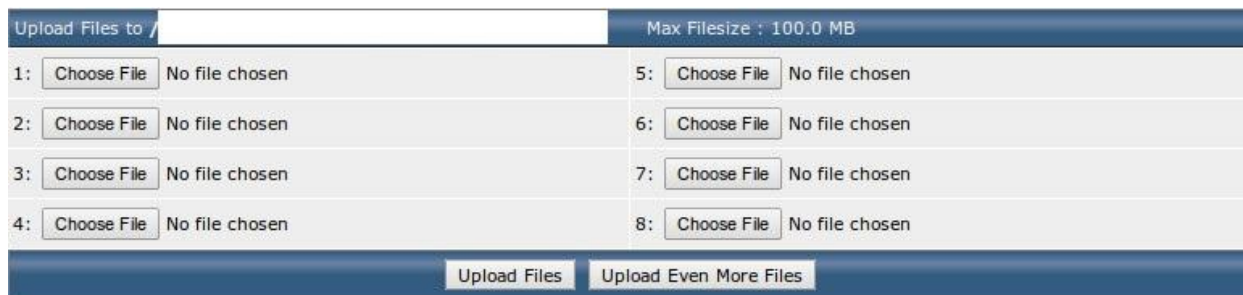 Upload Files to / Max Filesize : 100.0 MB
1: Choose File No file chosen 5: Choose File No file chosen
2: Choose File No file chosen 6: Choose File No file chosen
3: Choose File No file chosen 7: Choose File No file chosen
4: Choose File No file chosen 8: Choose File No file chosen
Upload Files Upload Even More Files